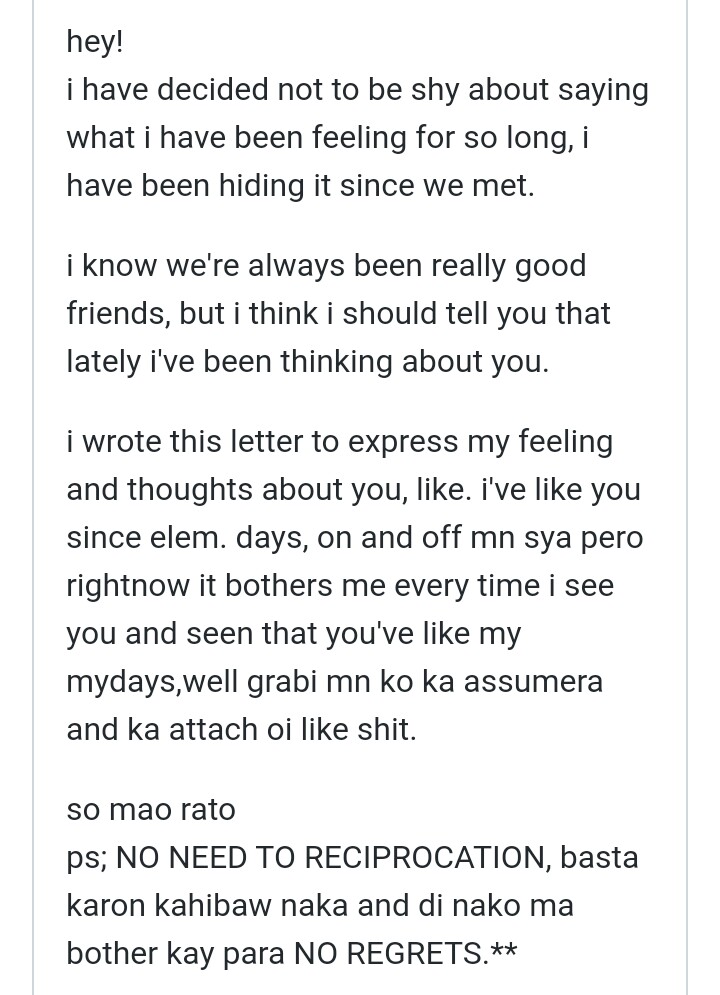 hey!
i have decided not to be shy about saying
what i have been feeling for so long, i
have been hiding it since we met.
i know we're always been really good
friends, but i think i should tell you that
lately i've been thinking about you.
i wrote this letter to express my feeling
and thoughts about you, like. i've like you
since elem. days, on and off mn sya pero
rightnow it bothers me every time i see
you and seen that you've like my
mydays,well grabi mn ko ka assumera
and ka attach oi like shit.
so mao rato
ps; NO NEED TO RECIPROCATION, basta
karon kahibaw naka and di nako ma
bother kay para NO REGRETS.**